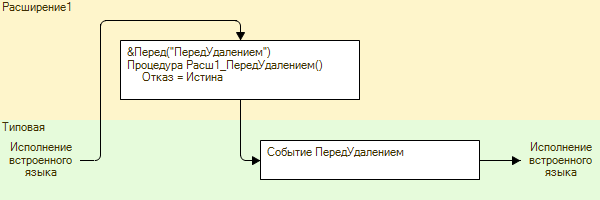 Расширение1
&Перед("ПередУдалением")
Процедура Расш1_ПередУдалением()
Отказ = Истина
Типовая
Исполнение
встроенного
языка
Событие ПередУдалением
Исполнение
встроенного
языка